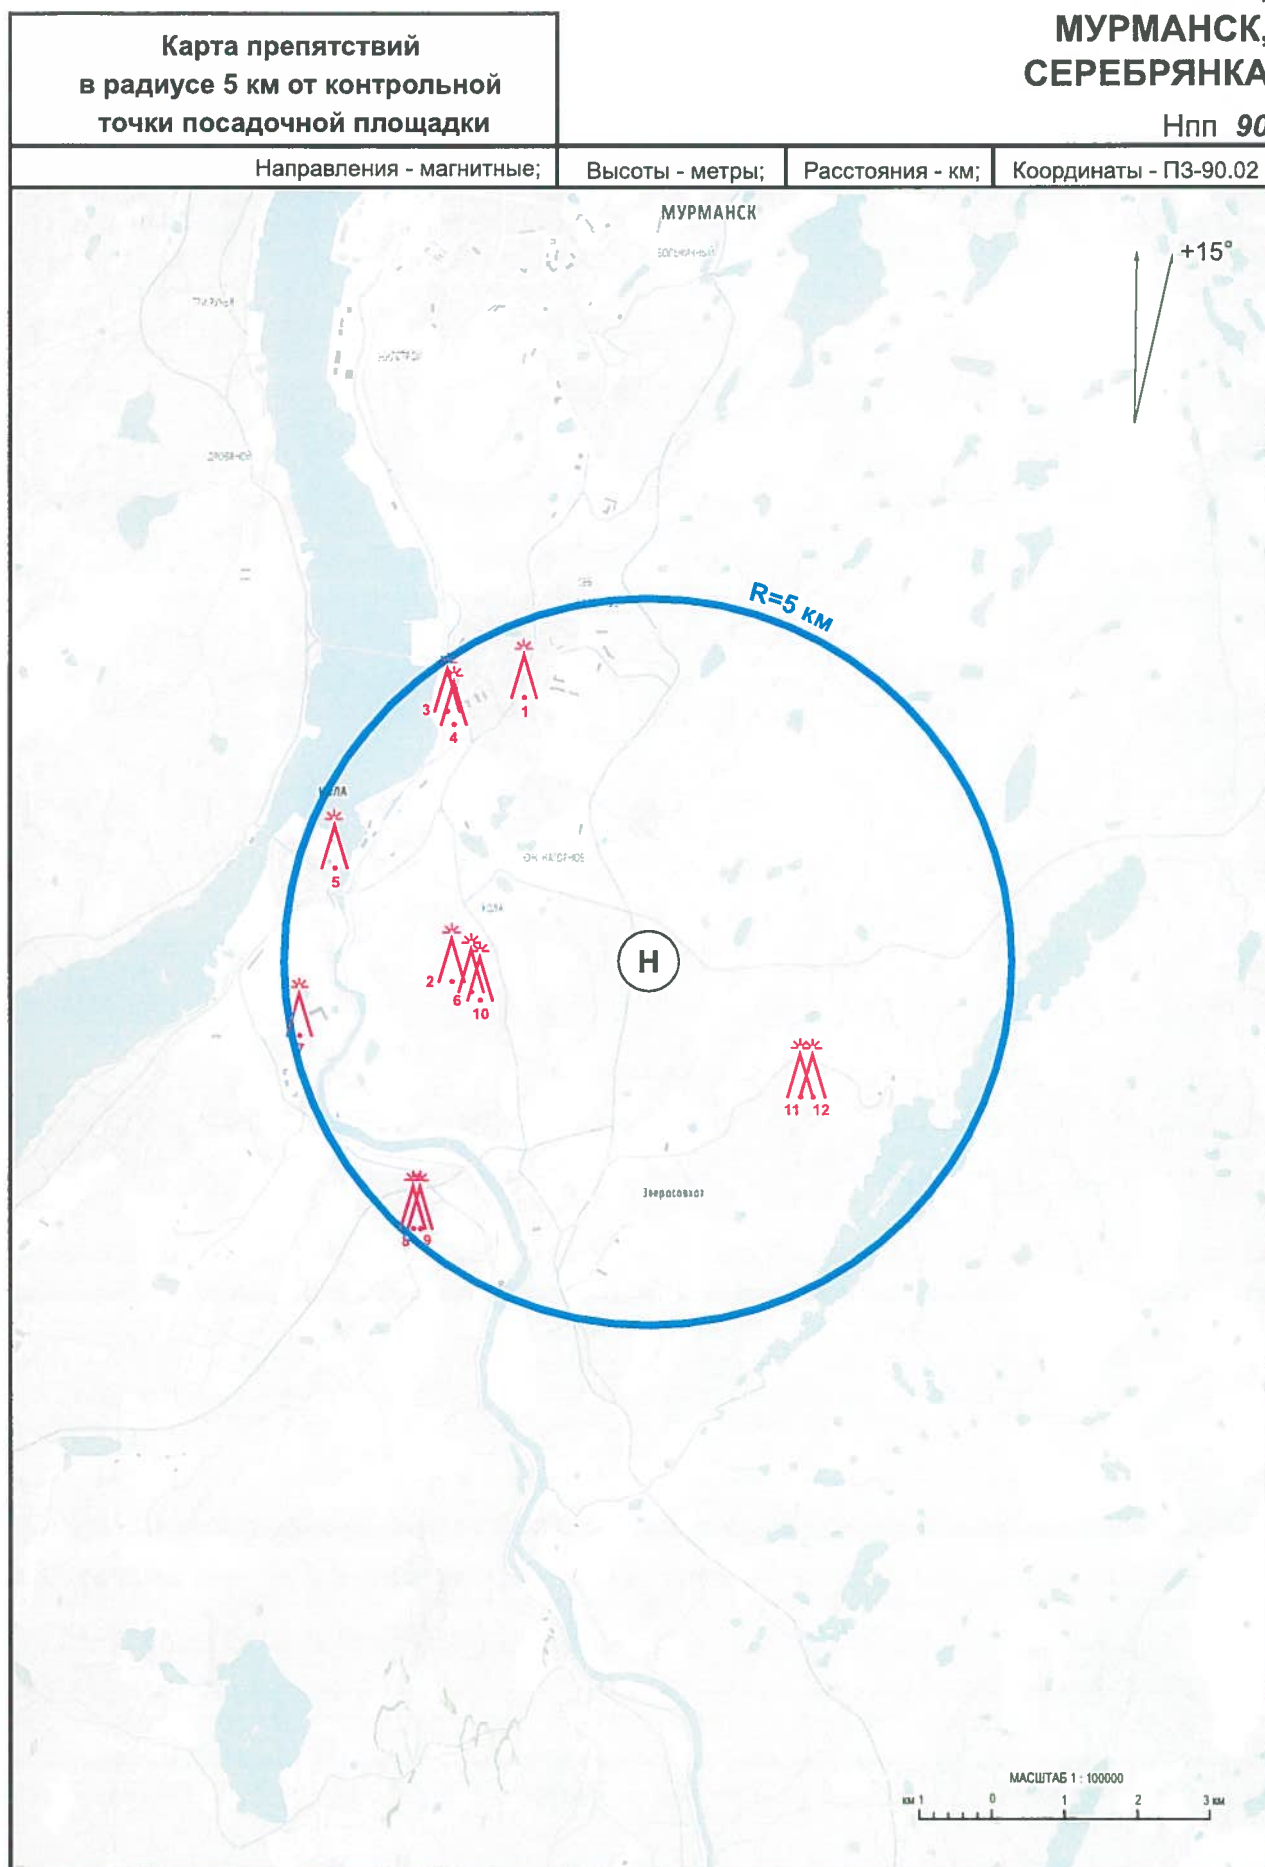 Карта препятствий
в радиусе 5 км от контрольной
точки посадочной площадки
МУРМАНСК,
СЕРЕБРЯНКА
Нпп 90
Направления - магнитные;
Высоты - метры;
Расстояния - км;
Координаты - ПЗ-90.02
МУРМАНСК
+15°
R=5 км
1
3
4
КОЛА
5
КОЛА
2
6
10
H
7
11
12
Зверосовхоз
8
9
МАСШТАБ 1 : 100000
км 1
0
1
2
3 км